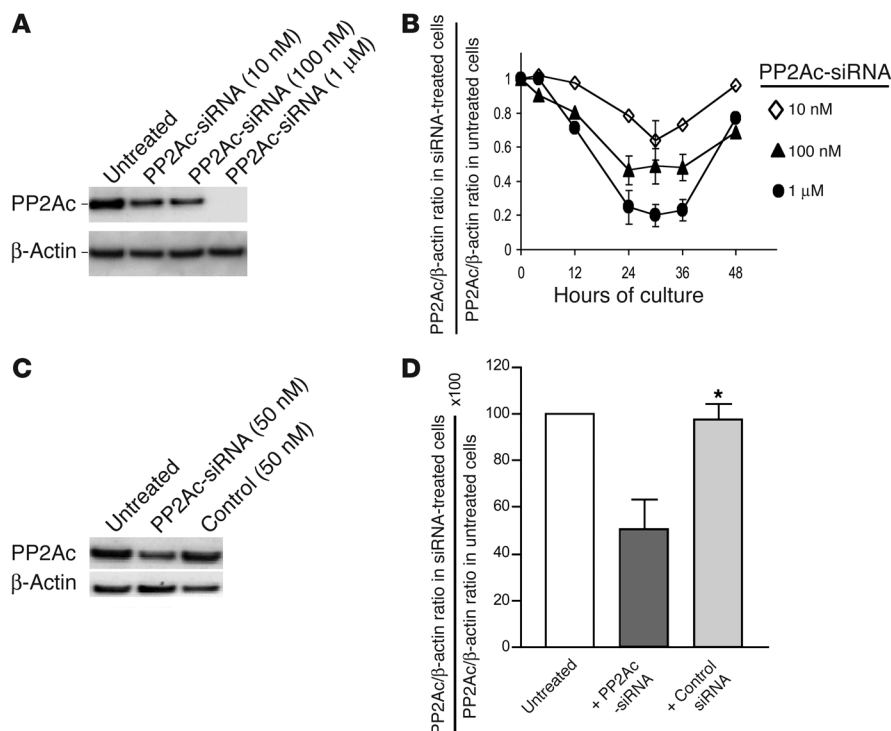 A
Untreated
PP2Ac-siRNA (10 nM)
PP2Ac-siRNA (100 nM)
PP2Ac-siRNA (1 μM)
PP2Ac
β-Actin
B
PP2Ac/β-actin ratio in siRNA-treated cells
PP2Ac/β-actin ratio in untreated cells
1
0.8
0.6
0.4
0.2
0
0 12 24 36 48
Hours of culture
PP2Ac-siRNA
10 nM
100 nM
1 μM
C
Untreated
PP2Ac-siRNA (50 nM)
Control (50 nM)
PP2Ac
β-Actin
D
PP2Ac/β-actin ratio in siRNA-treated cells x100
PP2Ac/β-actin ratio in untreated cells
120
100
80
60
40
20
0
*
Untreated
+ PP2Ac
-siRNA
+ Control
siRNA